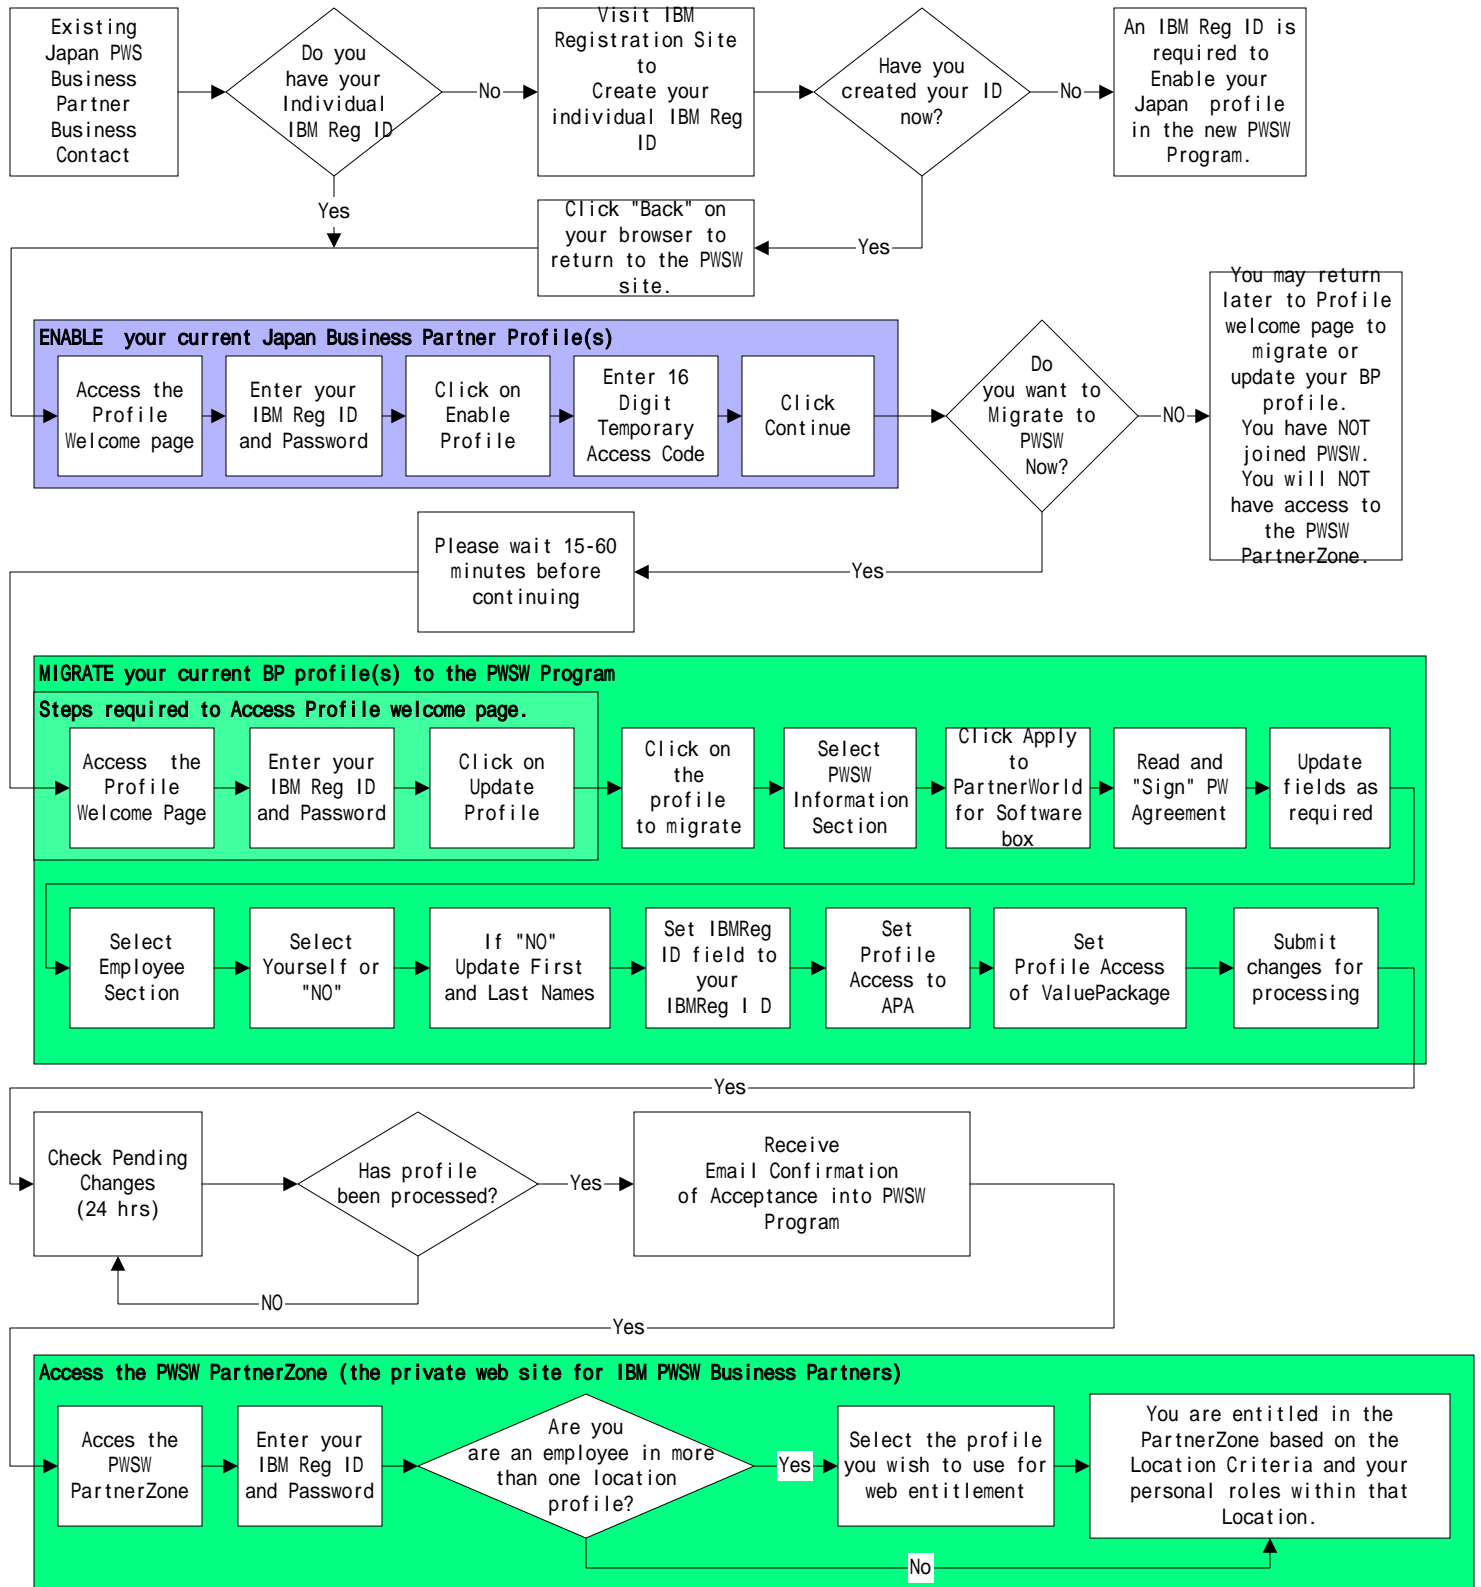 Existing
Japan PWS
Business
Partner
Business
Contact
Do you
have your
Individual
IBM Reg ID
No
Visit IBM
Registration Site
to
Create your
individual IBM Reg
ID
Have you
created your ID
now?
No
An IBM Reg ID is
required to
Enable your
Japan profile
in the new PWSW
Program.
Yes
Click "Back" on
your browser to
return to the PWSW
site.
Yes
ENABLE your current Japan Business Partner Profile(s)
Access the
Profile
Welcome page
Enter your
IBM Reg ID
and Password
Click on
Enable
Profile
Enter 16
Digit
Temporary
Access Code
Click
Continue
Do
you want to
Migrate to
PWSW
Now?
NO
You may return
later to Profile
welcome page to
migrate or
update your BP
profile.
You have NOT
joined PWSW.
You will NOT
have access to
the PWSW
PartnerZone.
Please wait 15-60
minutes before
continuing
Yes
MIGRATE your current BP profile(s) to the PWSW Program
Steps required to Access Profile welcome page.
Access the
Profile
Welcome Page
Enter your
IBM Reg ID
and Password
Click on
Update
Profile
Click on
the
profile
to migrate
Select
PWSW
Information
Section
Click Apply
to
PartnerWorld
for Software
box
Read and
"Sign" PW
Agreement
Update
fields as
required
Select
Employee
Section
Select
Yourself or
"NO"
If "NO"
Update First
and Last Names
Set IBMReg
ID field to
your
IBMReg I D
Set
Profile
Access to
APA
Set
Profile Access
of ValuePackage
Submit
changes for
processing
Yes
Check Pending
Changes
(24 hrs)
Has profile
been processed?
Yes
Receive
Email Confirmation
of Acceptance into PWSW
Program
NO
Yes
Access the PWSW PartnerZone (the private web site for IBM PWSW Business Partners)
Acces the
PWSW
PartnerZone
Enter your
IBM Reg ID
and Password
Are you
are an employee in more
than one location
profile?
Yes
Select the profile
you wish to use for
web entitlement
You are entitled in the
PartnerZone based on the
Location Criteria and your
personal roles within that
Location.
No